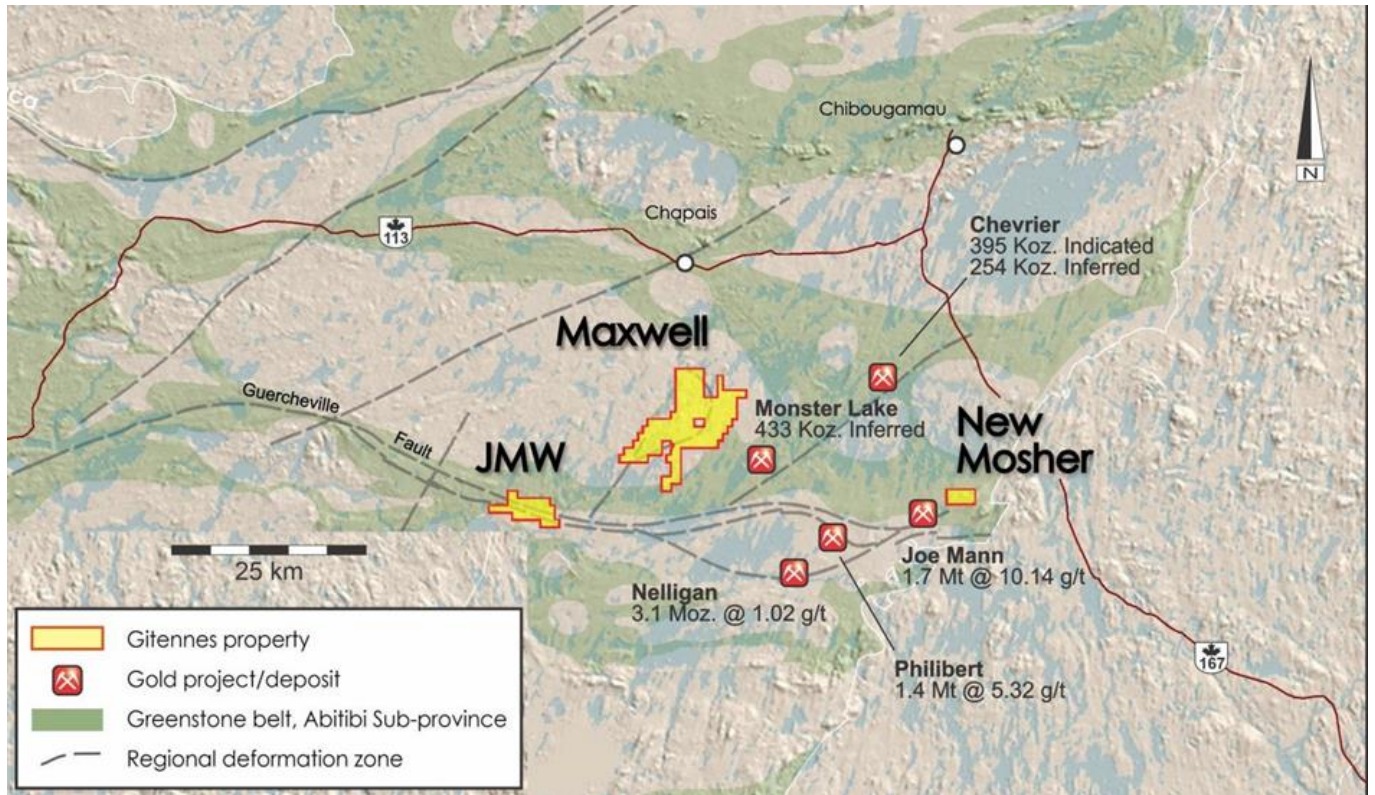 ca
Chibougamau
N
113
Chapais
Chevrier
395 Koz. Indicated
254 Koz. Inferred
Maxwell
Guercheville
Fault
Monster Lake
433 Koz. Inferred
New
Mosher
JMW
25 km
Joe Mann
1.7 Mt @ 10.14 g/t
Nelligan
3.1 Moz. @ 1.02 g/t
Philibert
1.4 Mt @ 5.32 g/t
167
Gitennes property
Gold project/deposit
Greenstone belt, Abitibi Sub-province
Regional deformation zone